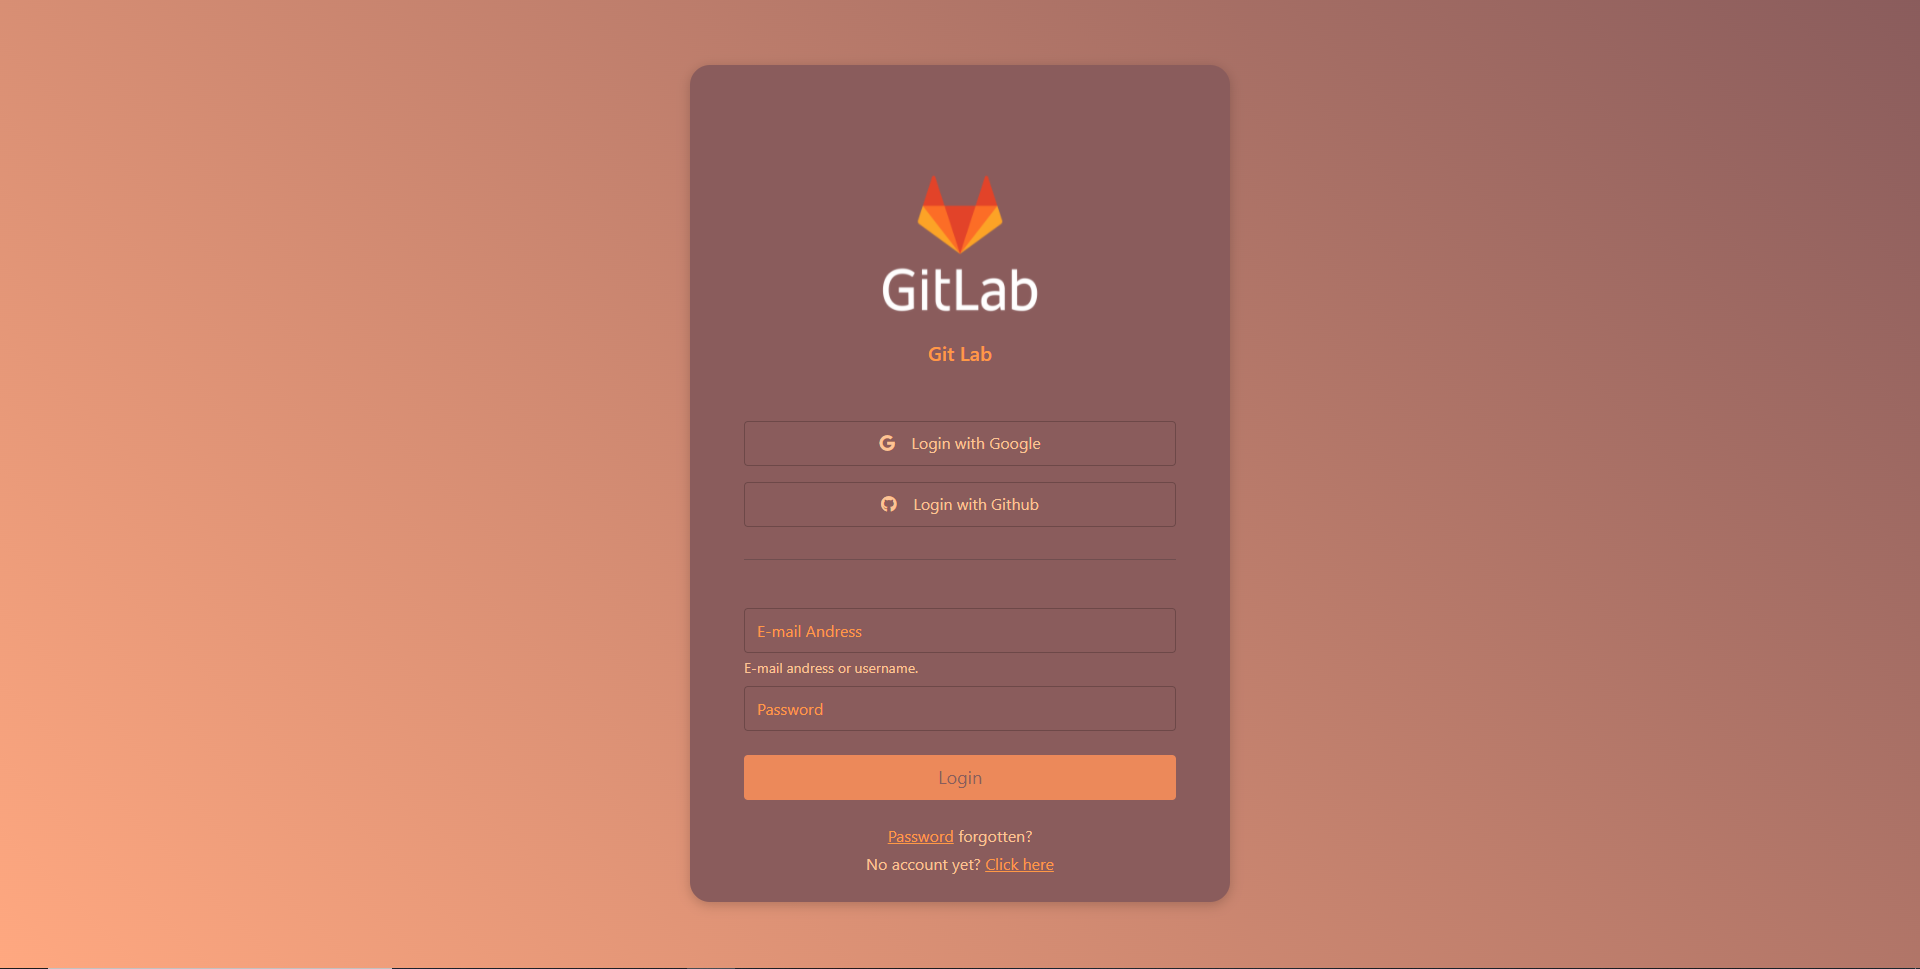 GitLab
Git Lab
Login with Google
Login with Github
E-mail Andress
E-mail andress or username.
Password
Login
Password forgotten?
No account yet? Click here